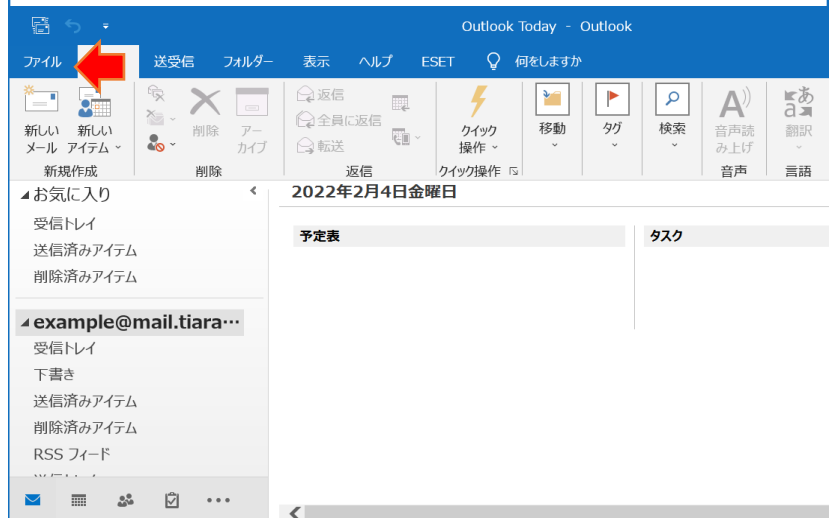 Outlook Today - Outlook
ファイル 送受信 フォルダー 表示 ヘルプ ESET 何をしますか
新しい メール
新しい アイテム
削除
アー カイブ
削除
新規作成
返信
全員に返信
転送
返信
クイック 操作
クイック操作
移動
タグ
検索
音声読 み上げ
音声
あ
a
翻訳
言語
お気に入り
受信トレイ
送信済みアイテム
削除済みアイテム
example@mail.tiara…
受信トレイ
下書き
送信済みアイテム
削除済みアイテム
RSS フィード
2022年2月4日金曜日
予定表
タスク